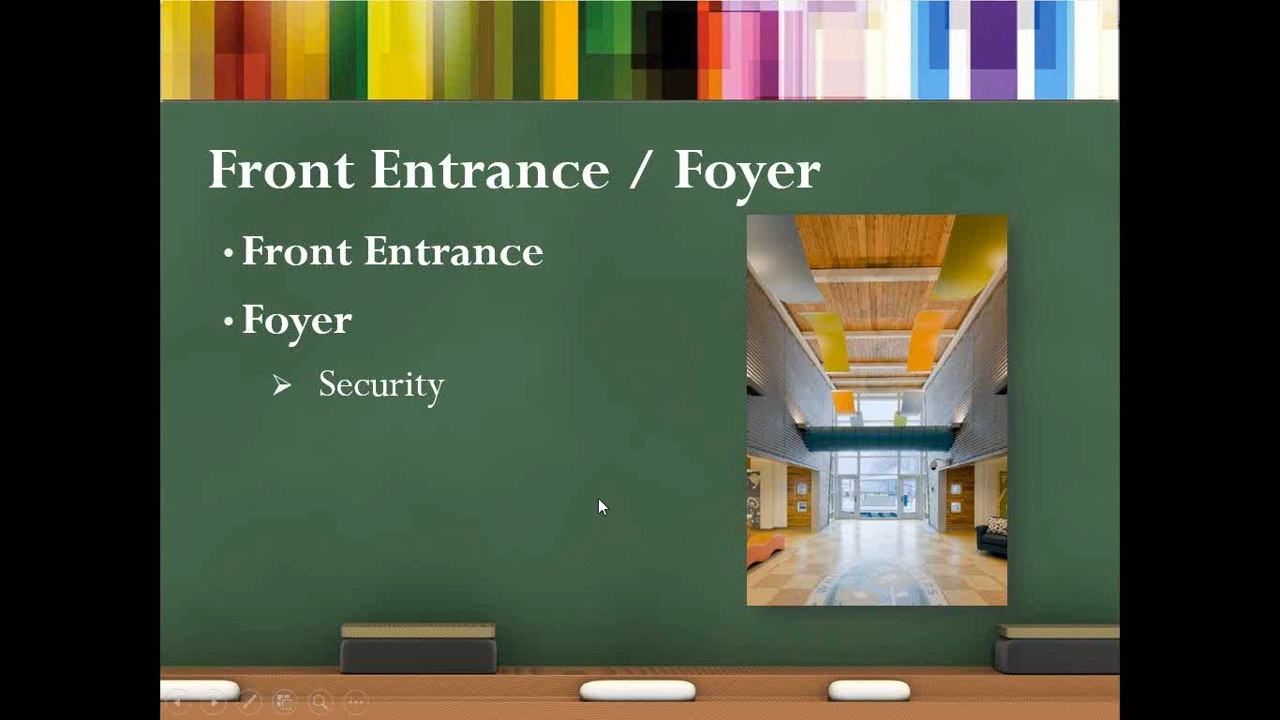 Front Entrance / Foyer
• Front Entrance
• Foyer
➢ Security